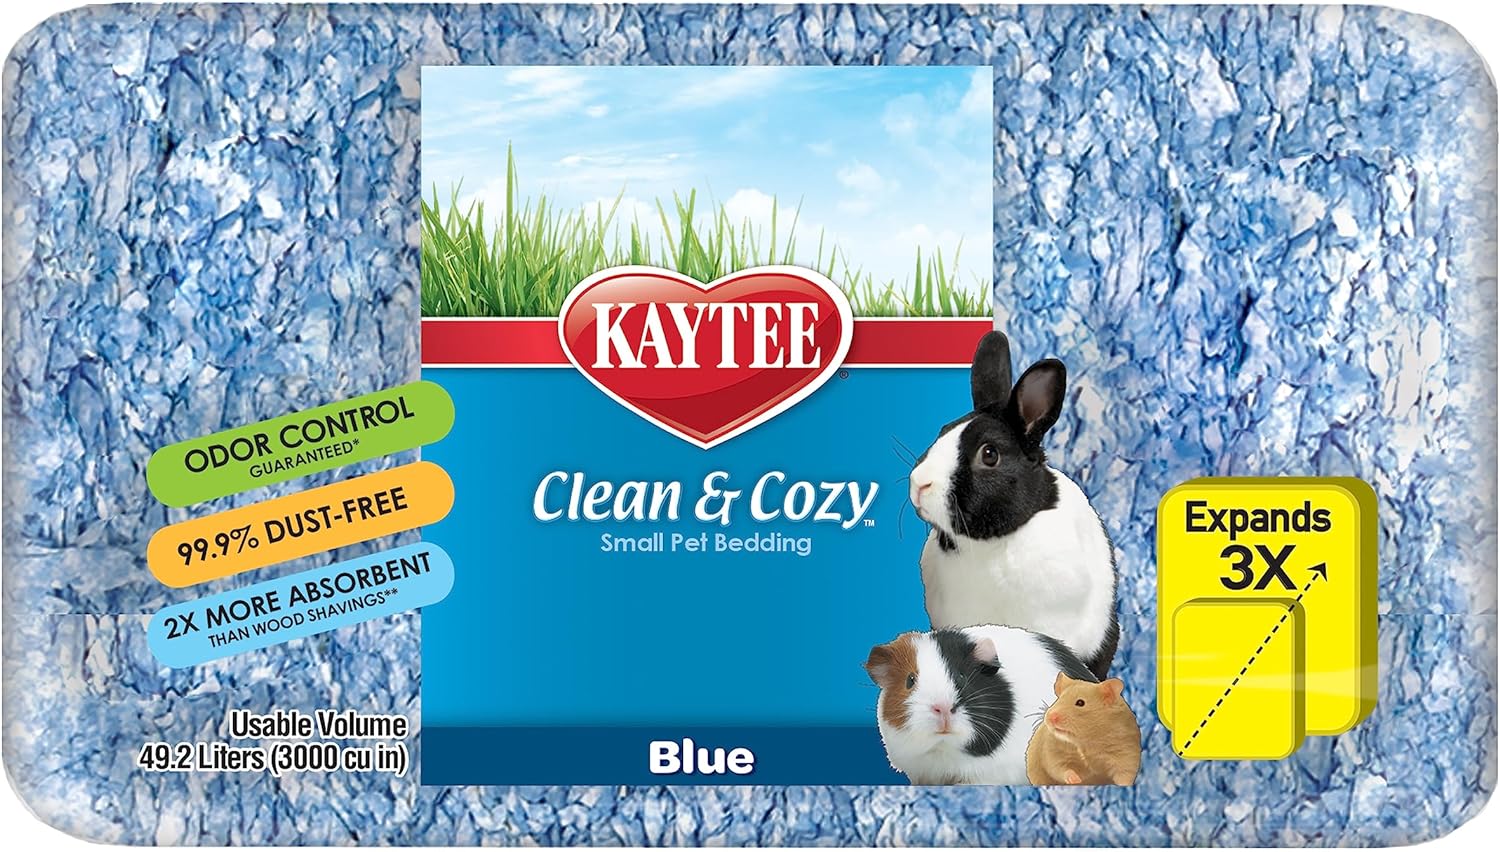 KAYTEE
®
Clean & Cozy™
Small Pet Bedding
Blue
ODOR CONTROL
GUARANTEED*
99.9% DUST-FREE
2X MORE ABSORBENT
THAN WOOD SHAVINGS**
Usable Volume
49.2 Liters (3000 cu in)
Expands
3X